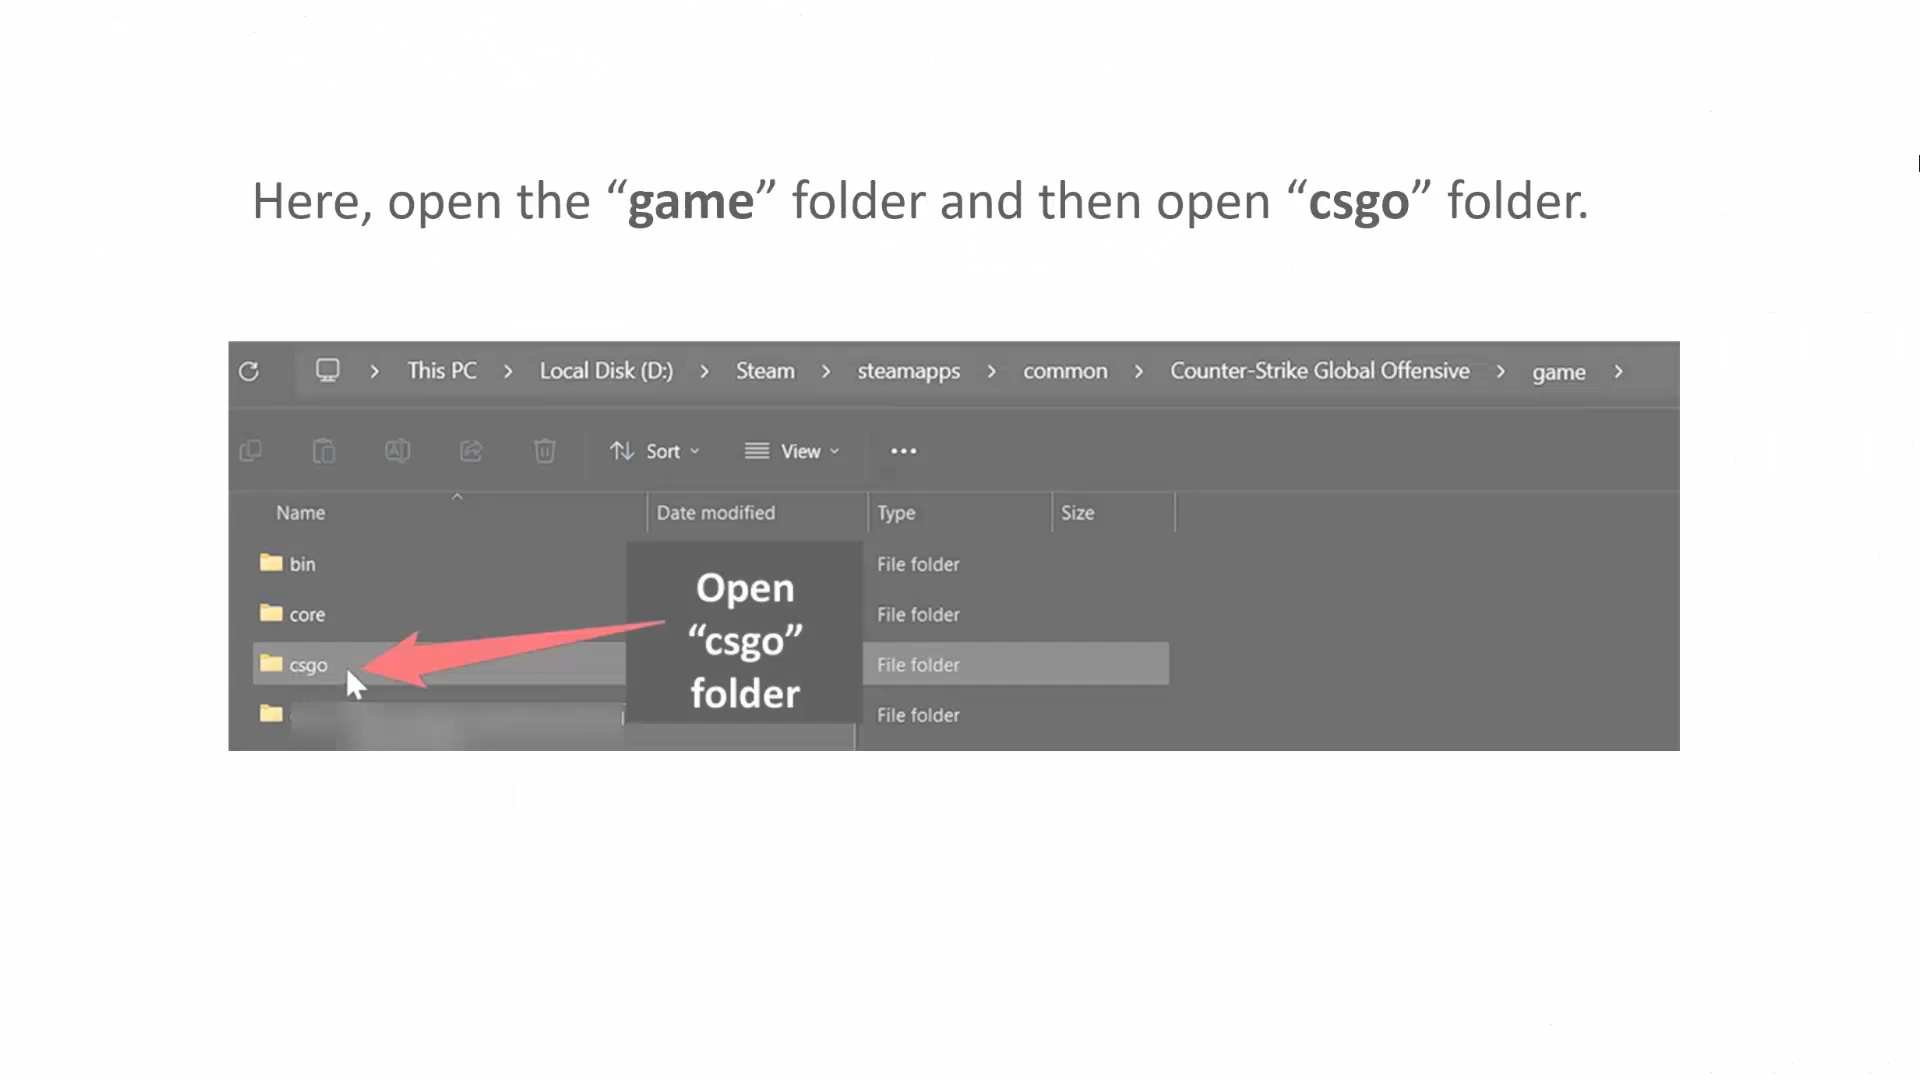 Here, open the “game” folder and then open “csgo” folder.
This PC > Local Disk (D:) > Steam > steamapps > common > Counter-Strike Global Offensive > game >
Sort View ...
Name Date modified Type Size
bin File folder
core File folder
csgo File folder
File folder
Open
“csgo”
folder